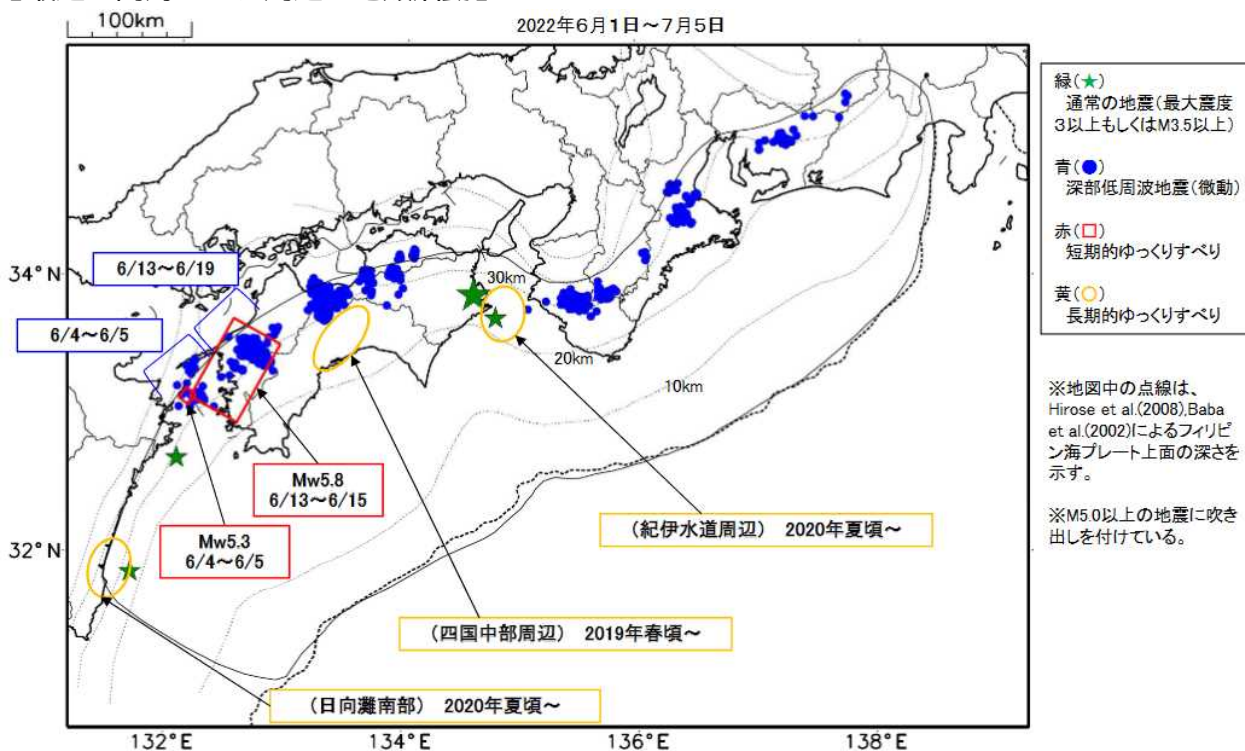 100km
2022年6月1日～7月5日
緑(★)
通常の地震(最大震度
3以上もしくはM3.5以上)
青(●)
深部低周波地震(微動)
赤(□)
短期的ゆっくりすべり
黄(○)
長期的ゆっくりすべり
※地図中の点線は、
Hirose et al.(2008),Baba
et al.(2002)によるフィリピ
ン海プレート上面の深さを
示す。
※M5.0以上の地震に吹き
出しを付けている。
34°N
6/13～6/19
30km
6/4～6/5
20km
10km
Mw5.8
6/13～6/15
Mw5.3
6/4～6/5
(紀伊水道周辺) 2020年夏頃～
32°N
(四国中部周辺) 2019年春頃～
(日向灘南部) 2020年夏頃～
132°E
134°E
136°E
138°E